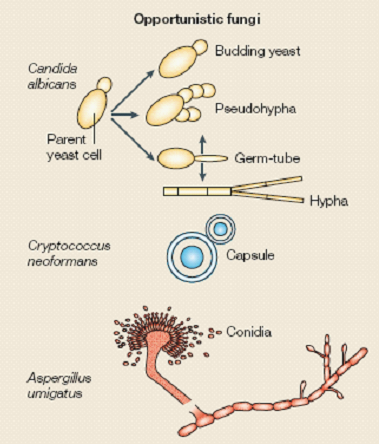 Opportunistic fungi
Budding yeast
Candida
albicans
Pseudohypha
Parent
yeast cell
Germ-tube
Hypha
Cryptococcus
neoformans
Capsule
Conidia
Aspergillus
umigatus